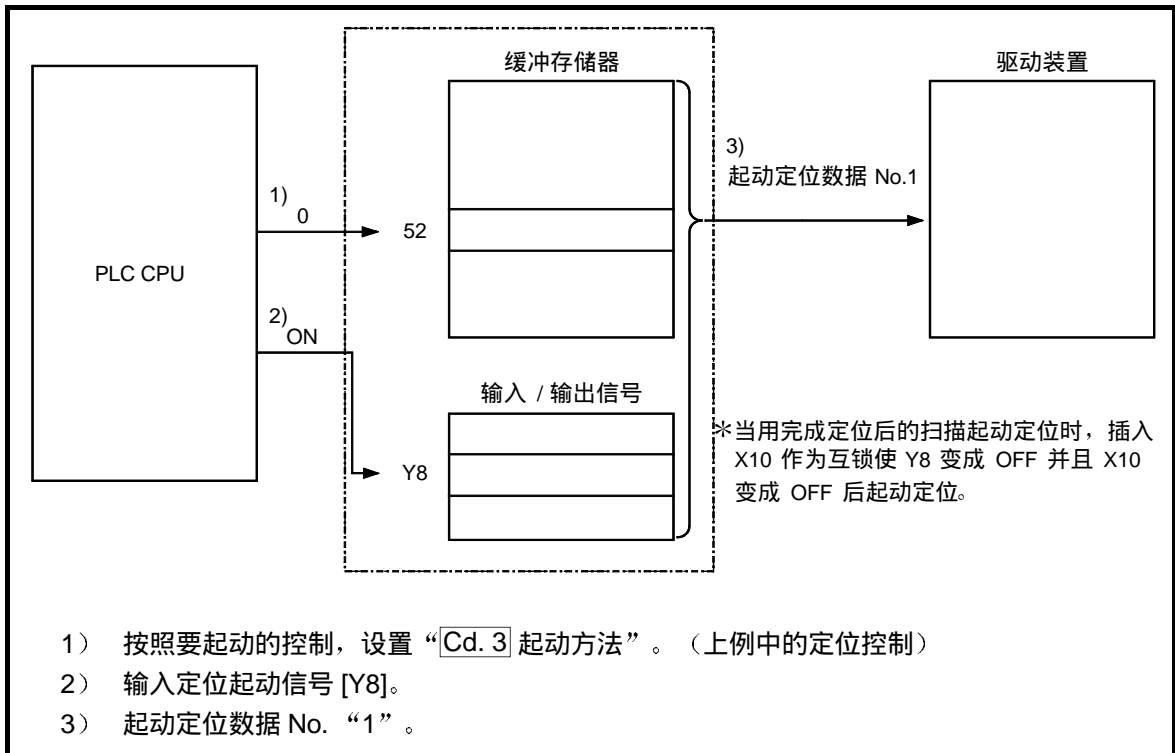 缓冲存储器
驱动装置
PLC CPU
1)
0
52
3)
起动定位数据 No.1
2)
ON
输入 / 输出信号
Y8
＊当用完成定位后的扫描起动定位时，插入
X10 作为互锁使 Y8 变成 OFF 并且 X10
变成 OFF 后起动定位。
1） 按照要起动的控制，设置“Cd. 3 起动方法”。（上例中的定位控制）
2） 输入定位起动信号 [Y8]。
3） 起动定位数据 No. “1”。